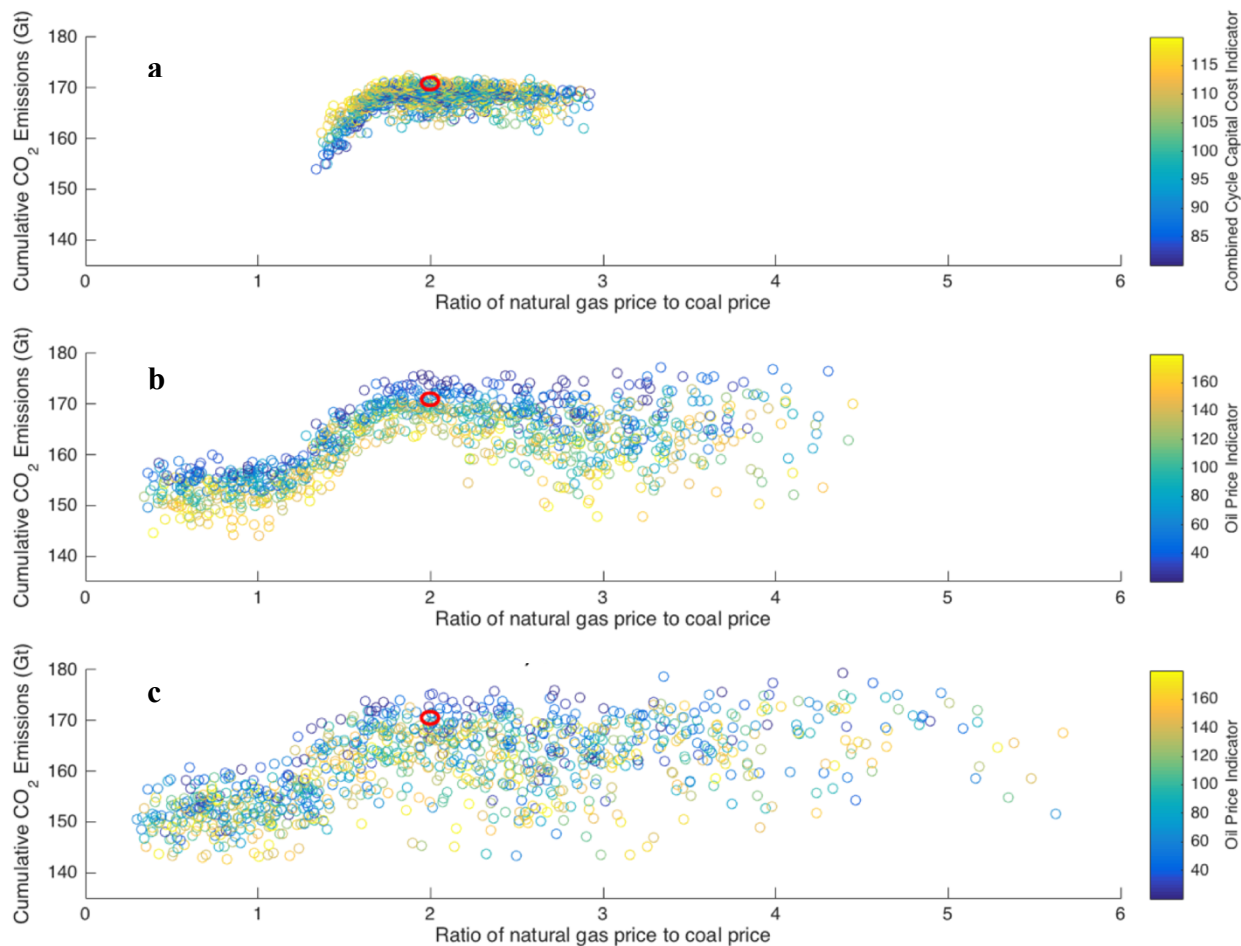 a
Cumulative CO2 Emissions (Gt)
180
170
160
150
140
0 1 2 3 4 5 6
Ratio of natural gas price to coal price
115
110
105
100
95
90
85
Combined Cycle Capital Cost Indicator
b
Cumulative CO2 Emissions (Gt)
180
170
160
150
140
0 1 2 3 4 5 6
Ratio of natural gas price to coal price
160
140
120
100
80
60
40
Oil Price Indicator
c
Cumulative CO2 Emissions (Gt)
180
170
160
150
140
0 1 2 3 4 5 6
Ratio of natural gas price to coal price
160
140
120
100
80
60
40
Oil Price Indicator